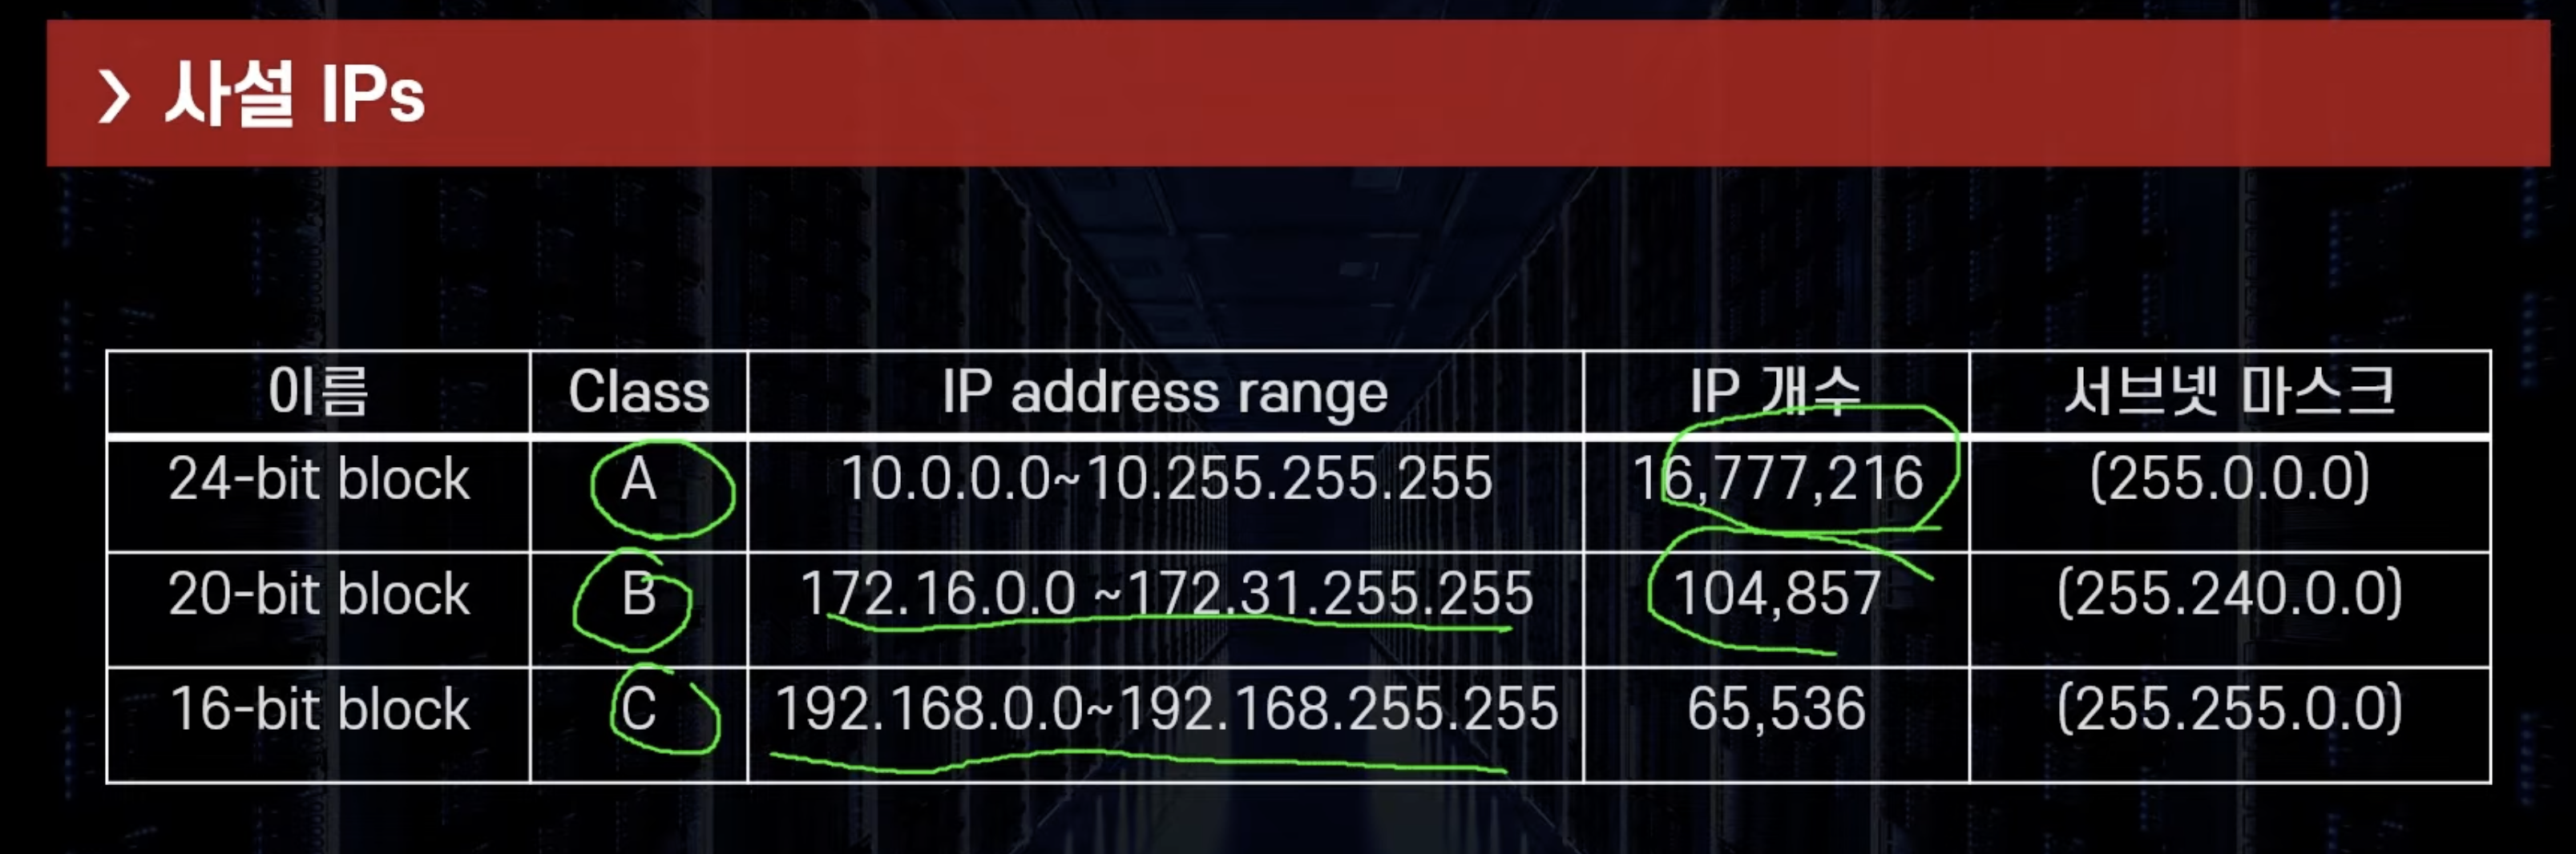 사설 IPs
이름 Class IP address range IP 개수 서브넷 마스크
24-bit block A 10.0.0.0~10.255.255.255 16,777,216 (255.0.0.0)
20-bit block B 172.16.0.0 ~172.31.255.255 104,857 (255.240.0.0)
16-bit block C 192.168.0.0~192.168.255.255 65,536 (255.255.0.0)